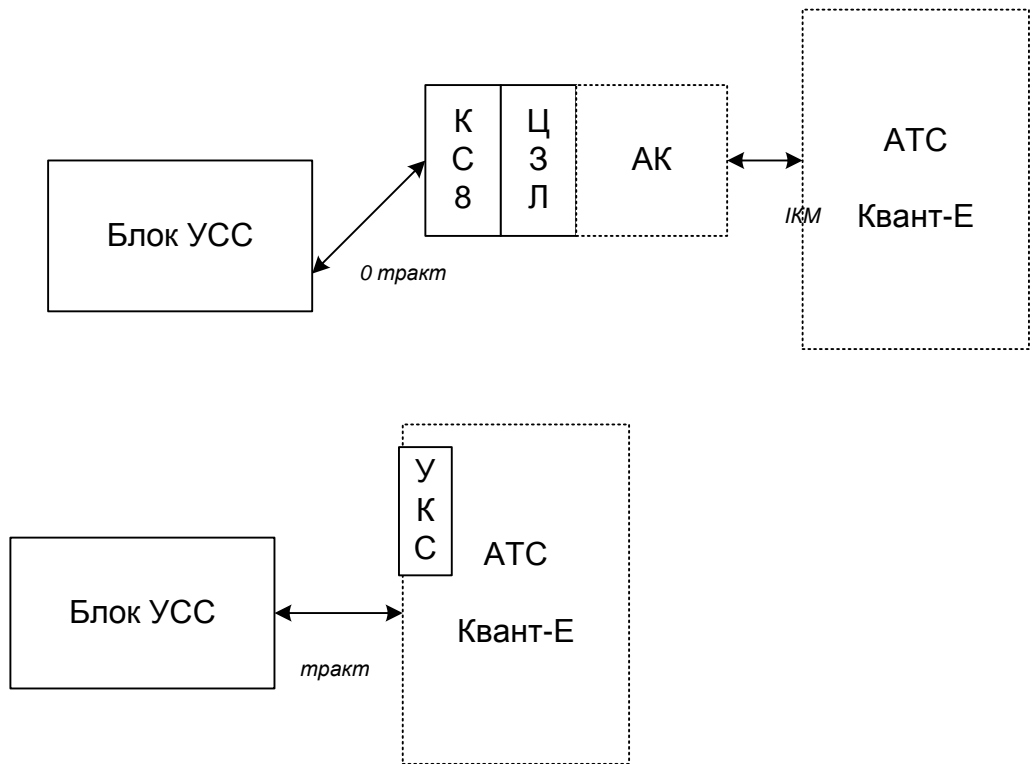 К
С
8
Ц
З
Л
АК
АТС
Квант-Е
ІКМ
Блок УСС
0 тракт
У
К
С
АТС
Квант-Е
Блок УСС
тракт